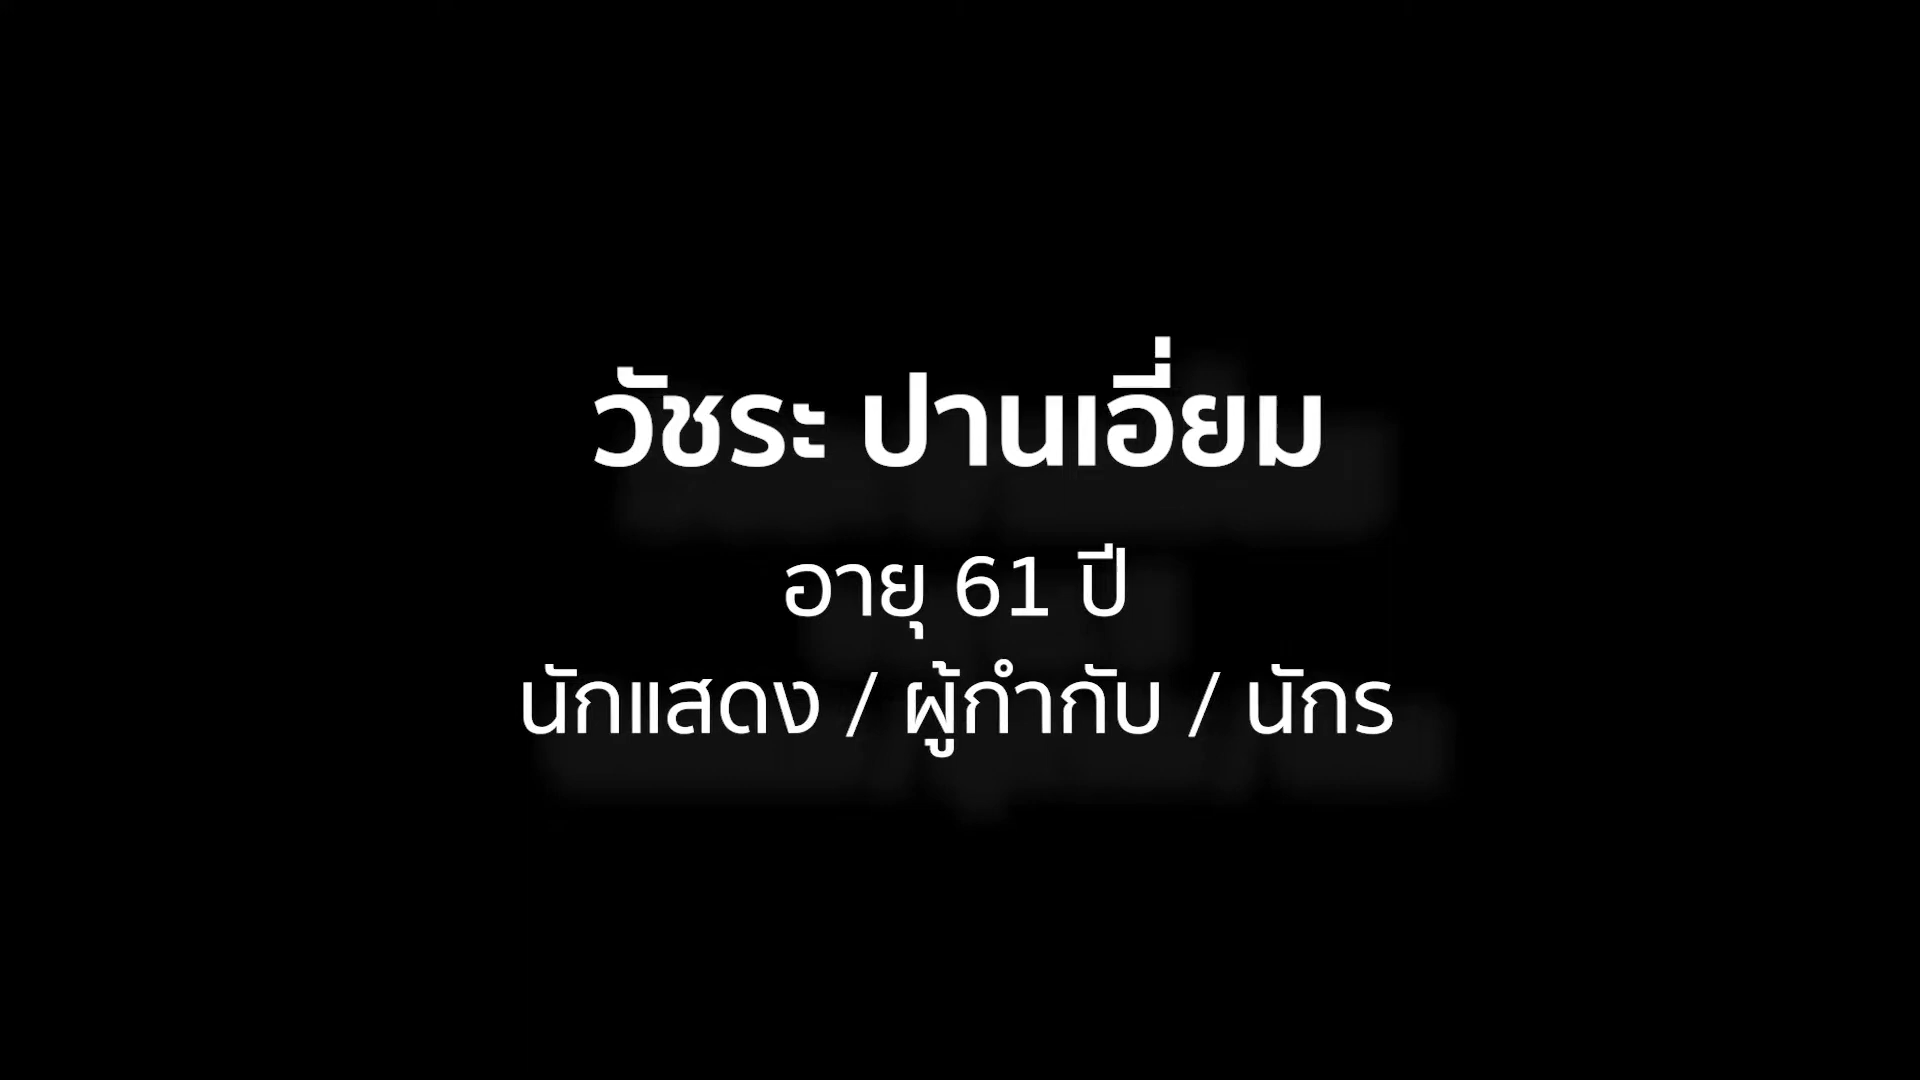 วัชระ ปานเอี่ยม
อายุ 61 ปี
นักแสดง / ผู้กำกับ / นักร